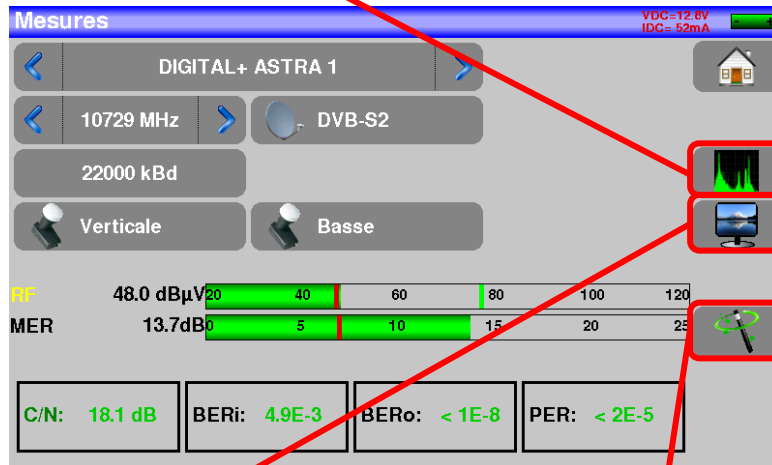 Mesures VDC=12.8V
IDC= 52mA
DIGITAL+ ASTRA 1
10729 MHz DVB-S2
22000 kBd
Verticale Basse
RF 48.0 dBµV 20 40 60 80 100 120
MER 13.7dB 0 5 10 15 20 25
C/N: 18.1 dB BERi: 4.9E-3 BERo: < 1E-8 PER: < 2E-5